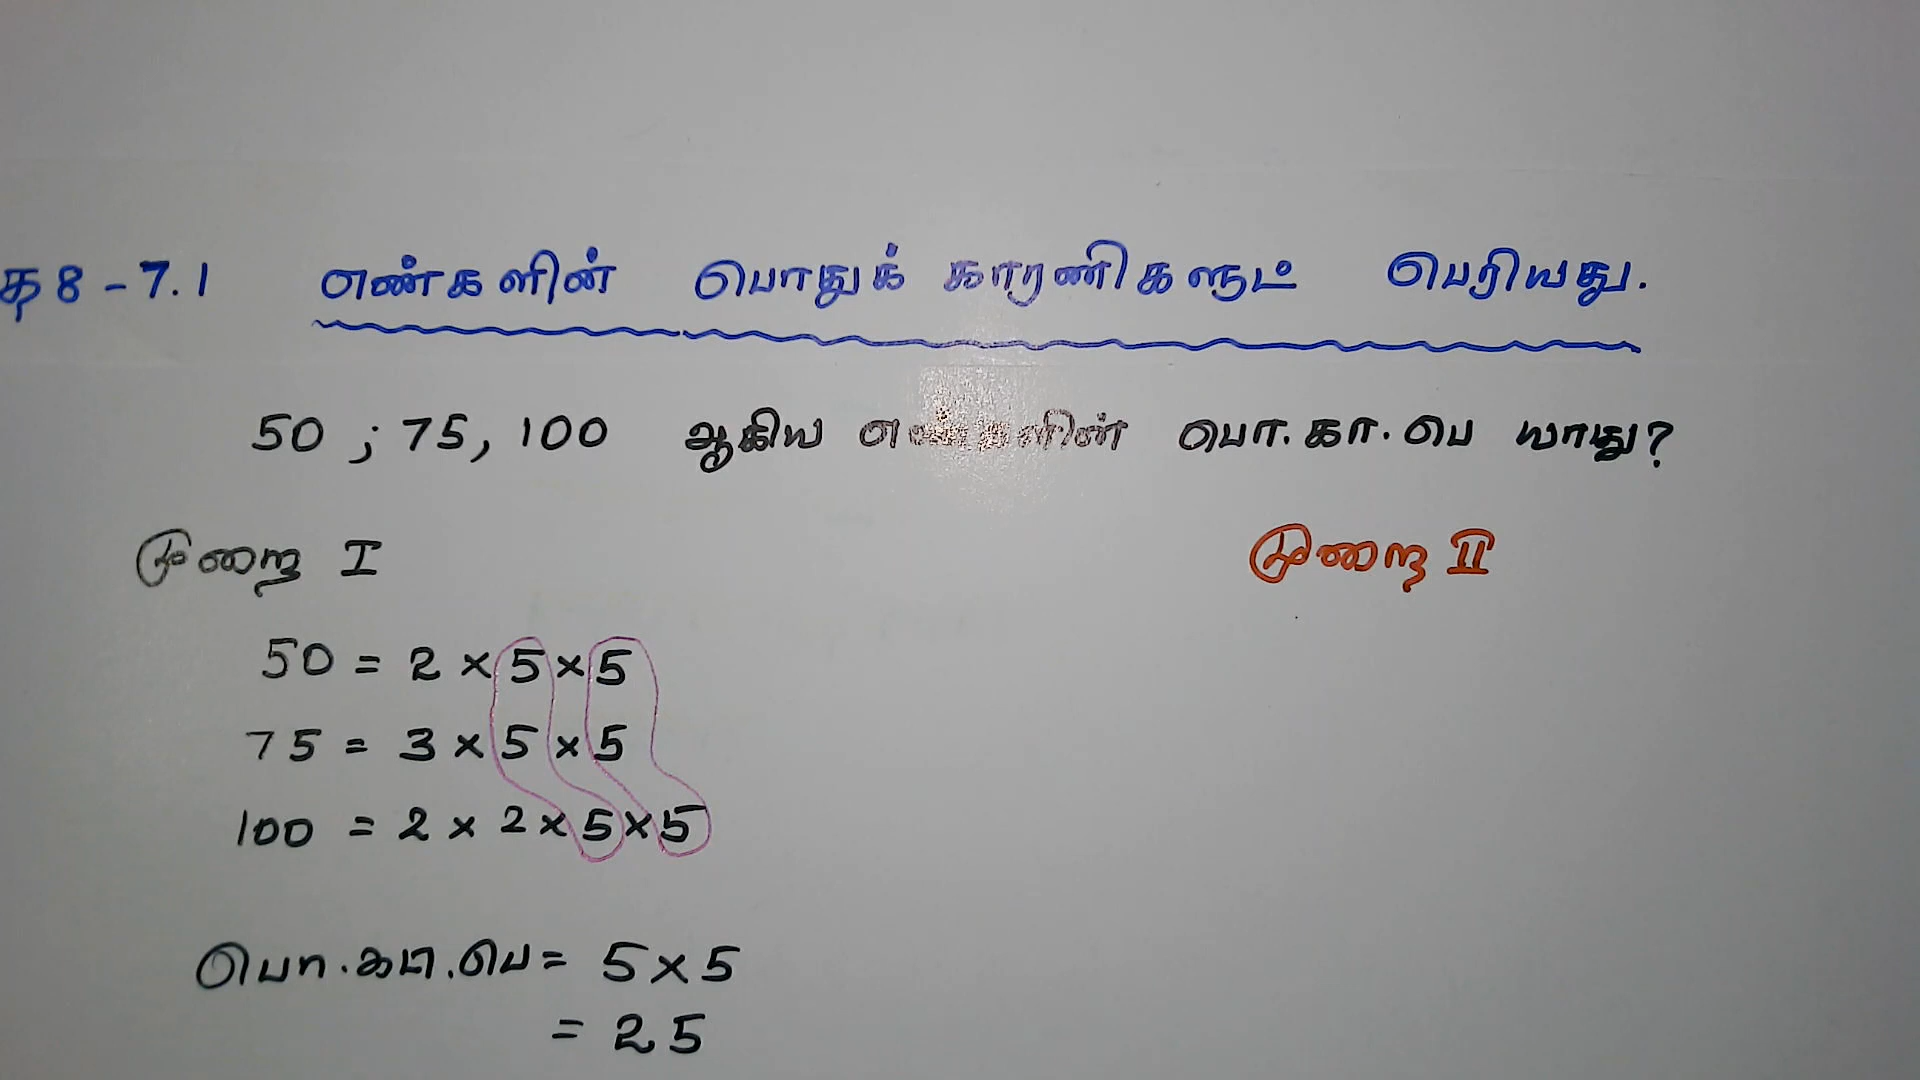 த8 - 7.1 எண்களின் பொதுக் காரணிகளுட் பெரியது.
50 ; 75, 100 ஆகிய எண்களின் பொ.கா.பெ யாது?
முறை I முறை II
50 = 2 × 5 × 5
75 = 3 × 5 × 5
100 = 2 × 2 × 5 × 5
பொ.கா.பெ = 5 × 5
= 25